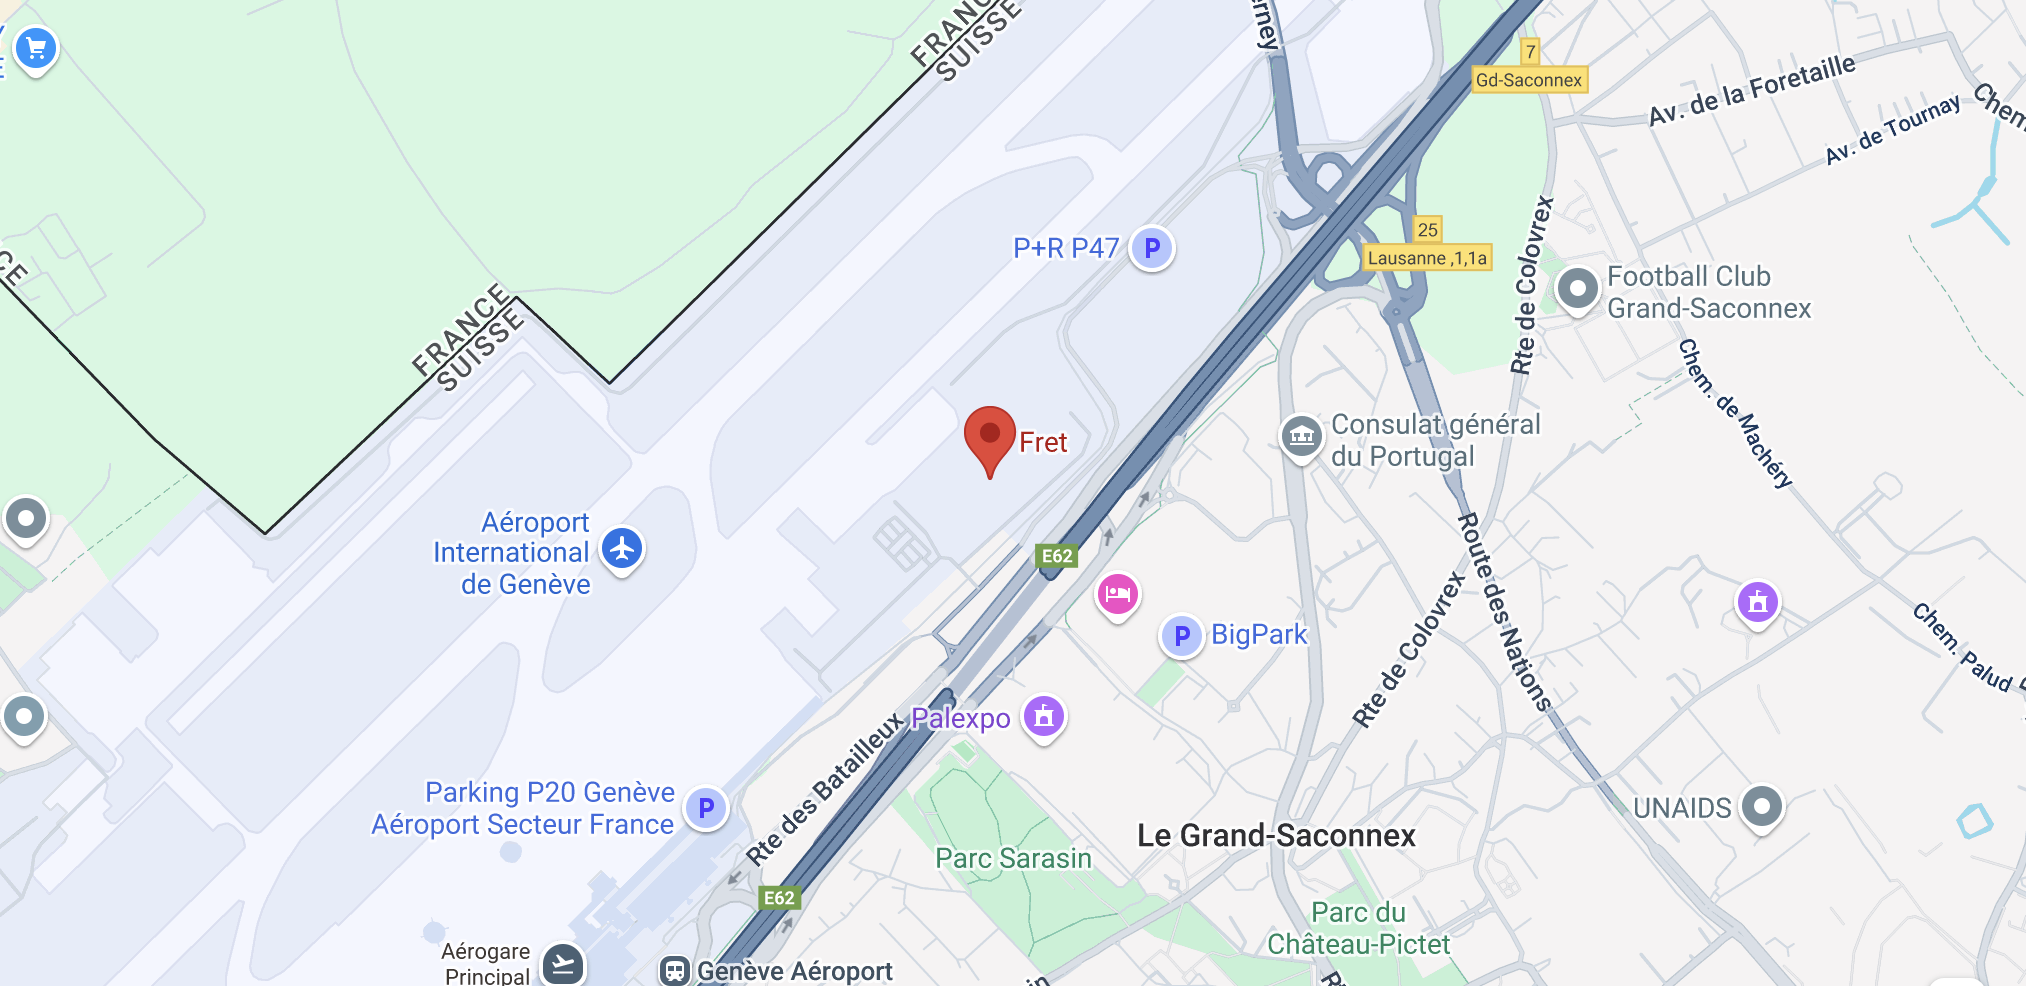 FRANCE
SUISSE
erney
7
Gd-Saconnex
Av. de la Foretaille
Av. de Tournay
Chem.
P+R P47
25
Lausanne ,1,1a
Rte de Colovrex
Football Club
Grand-Saconnex
CE
FRANCE
SUISSE
Chem. de Machéry
Fret
Consulat général
du Portugal
Aéroport
International
de Genève
E62
Route des Nations
BigPark
Rte de Colovrex
Chem. Palud
Palexpo
Rte des Batailleux
Parking P20 Genève
Aéroport Secteur France
UNAIDS
Le Grand-Saconnex
Parc Sarasin
E62
Parc du
Château-Pictet
Aérogare
Principal
Genève Aéroport
in